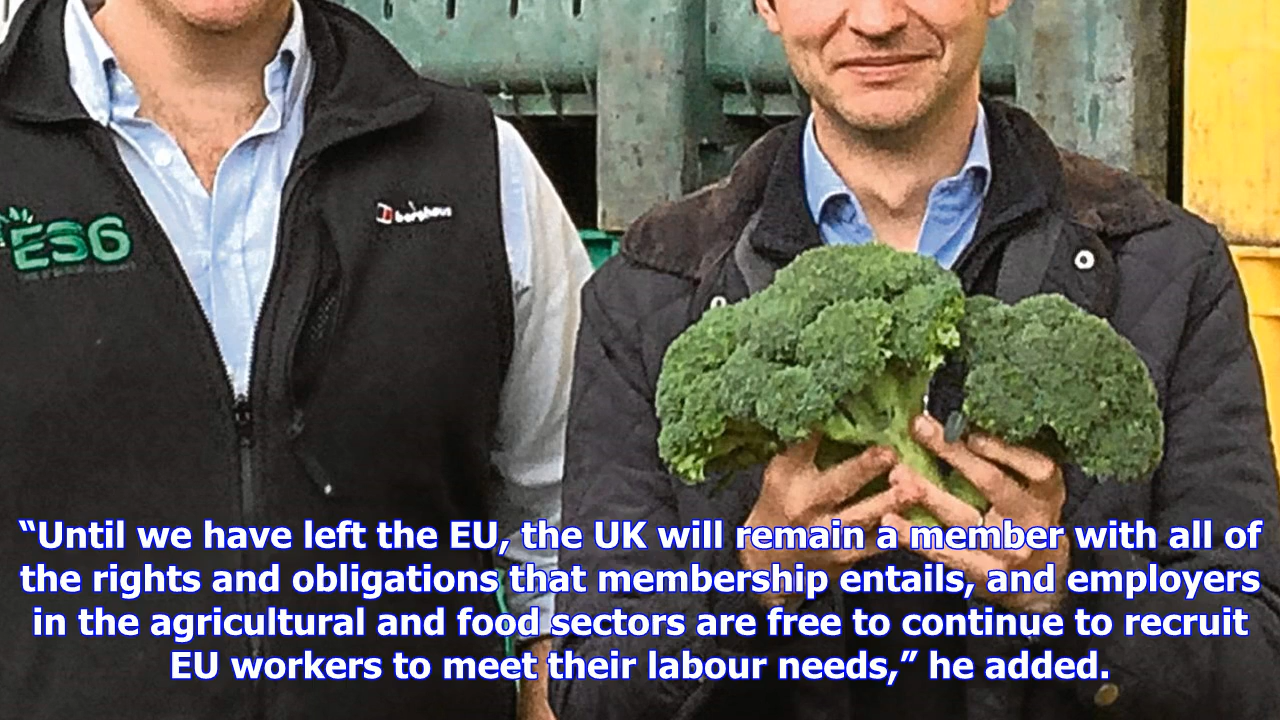 ES6
berghaus
“Until we have left the EU, the UK will remain a member with all of
the rights and obligations that membership entails, and employers
in the agricultural and food sectors are free to continue to recruit
EU workers to meet their labour needs,” he added.